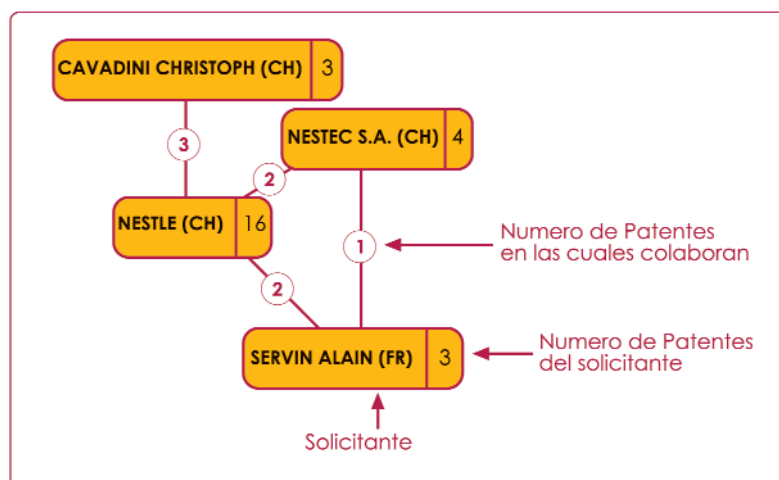 CAVADINI CHRISTOPH (CH) 3
3
NESTEC S.A. (CH) 4
2
NESTLE (CH) 16
1
Numero de Patentes
en las cuales colaboran
2
SERVIN ALAIN (FR) 3
Numero de Patentes
del solicitante
Solicitante